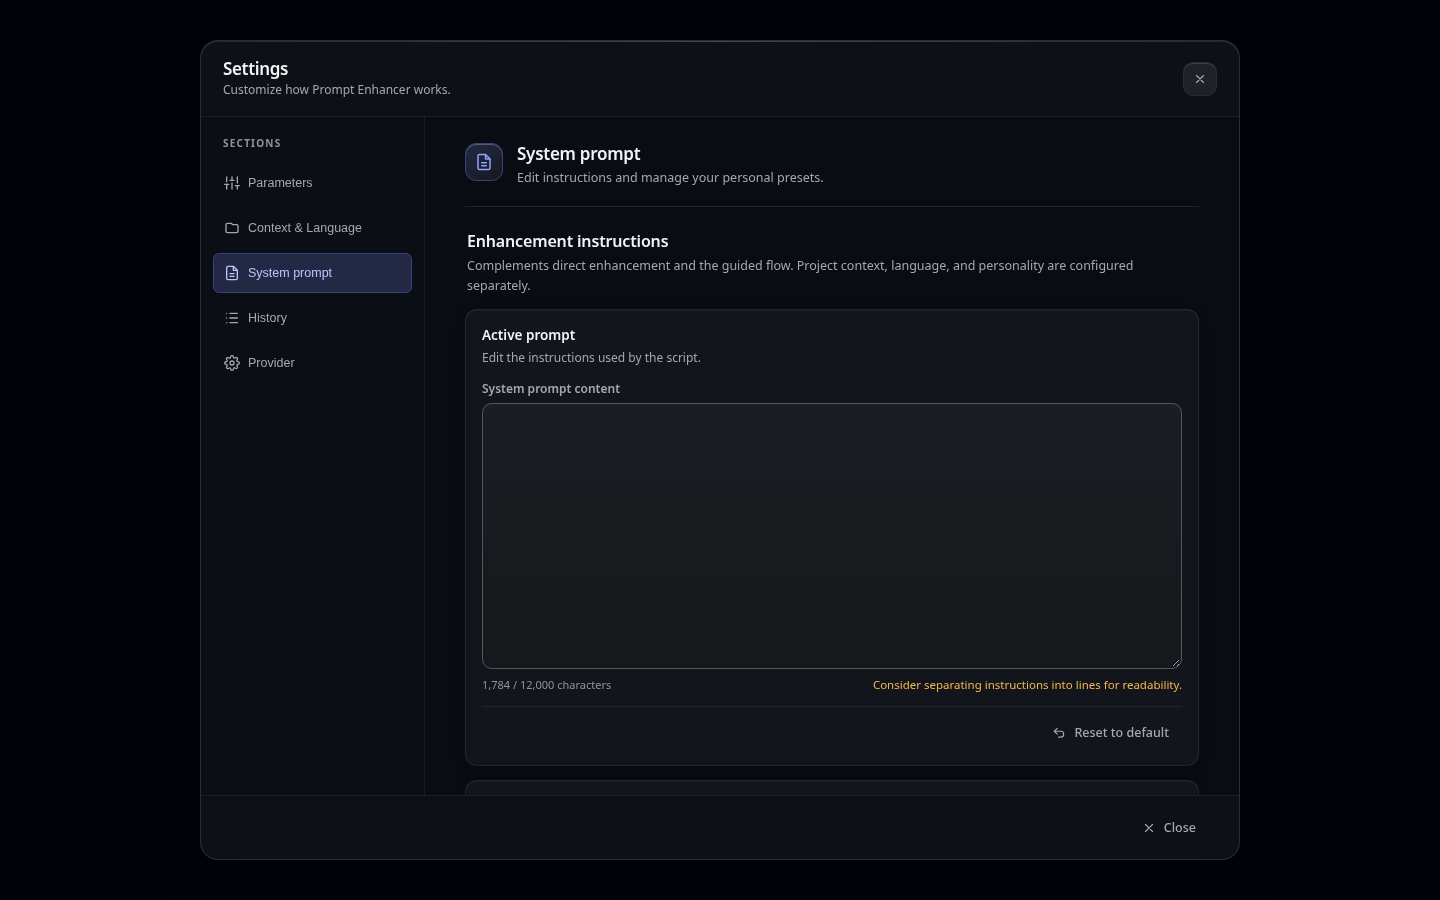 Settings
Customize how Prompt Enhancer works.
SECTIONS
Parameters
Context & Language
System prompt
History
Provider
System prompt
Edit instructions and manage your personal presets.
Enhancement instructions
Complements direct enhancement and the guided flow. Project context, language, and personality are configured
separately.
Active prompt
Edit the instructions used by the script.
System prompt content
1,784 / 12,000 characters
Consider separating instructions into lines for readability.
Reset to default
Close